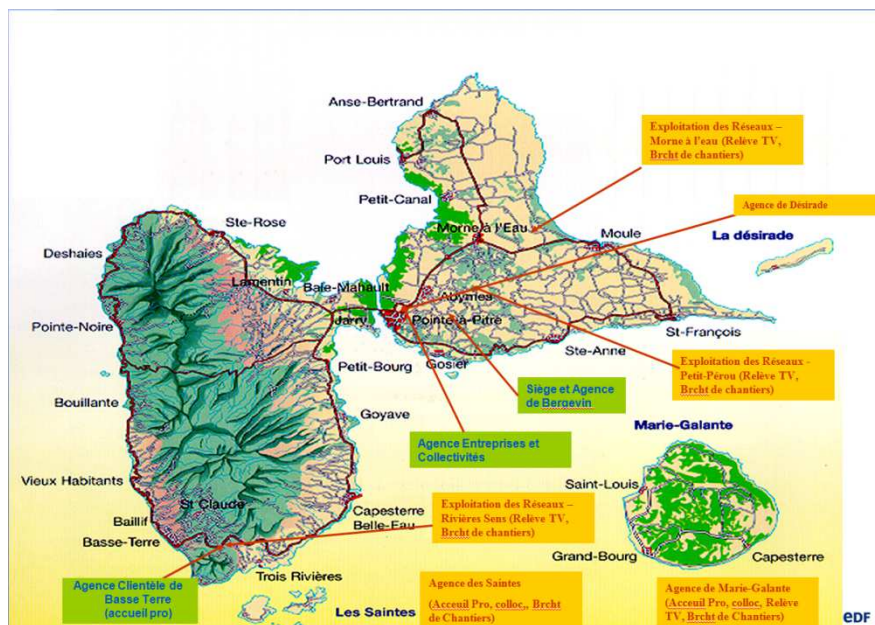 Anse-Bertrand
Exploitation des Réseaux –
Morne à l'eau (Relève TV,
Brcht de chantiers)
Port Louis
Petit-Canal
Agence de Désirade
Ste-Rose
Morne à l'Eau
Moule
La désirade
Deshaies
Lamentin
Baie-Mahault
Abymes
Jarry
Pointe-à-Pitre
Pointe-Noire
St-François
Ste-Anne
Gosier
Petit-Bourg
Exploitation des Réseaux -
Petit-Pérou (Relève TV,
Brcht de chantiers)
Siège et Agence
de Bergevin
Bouillante
Goyave
Marie-Galante
Agence Entreprises et
Collectivités
Vieux Habitants
Saint-Louis
St Claude
Exploitation des Réseaux –
Rivières Sens (Relève TV,
Brcht de chantiers)
Capesterre
Belle-Eau
Baillif
Basse-Terre
Grand-Bourg
Capesterre
Agence Clientèle de
Basse Terre
(accueil pro)
Trois Rivières
Les Saintes
Agence des Saintes
(Acceuil Pro, colloc,, Brcht
de Chantiers)
Agence de Marie-Galante
(Acceuil Pro, colloc, Relève
TV, Brcht de Chantiers)
eDF